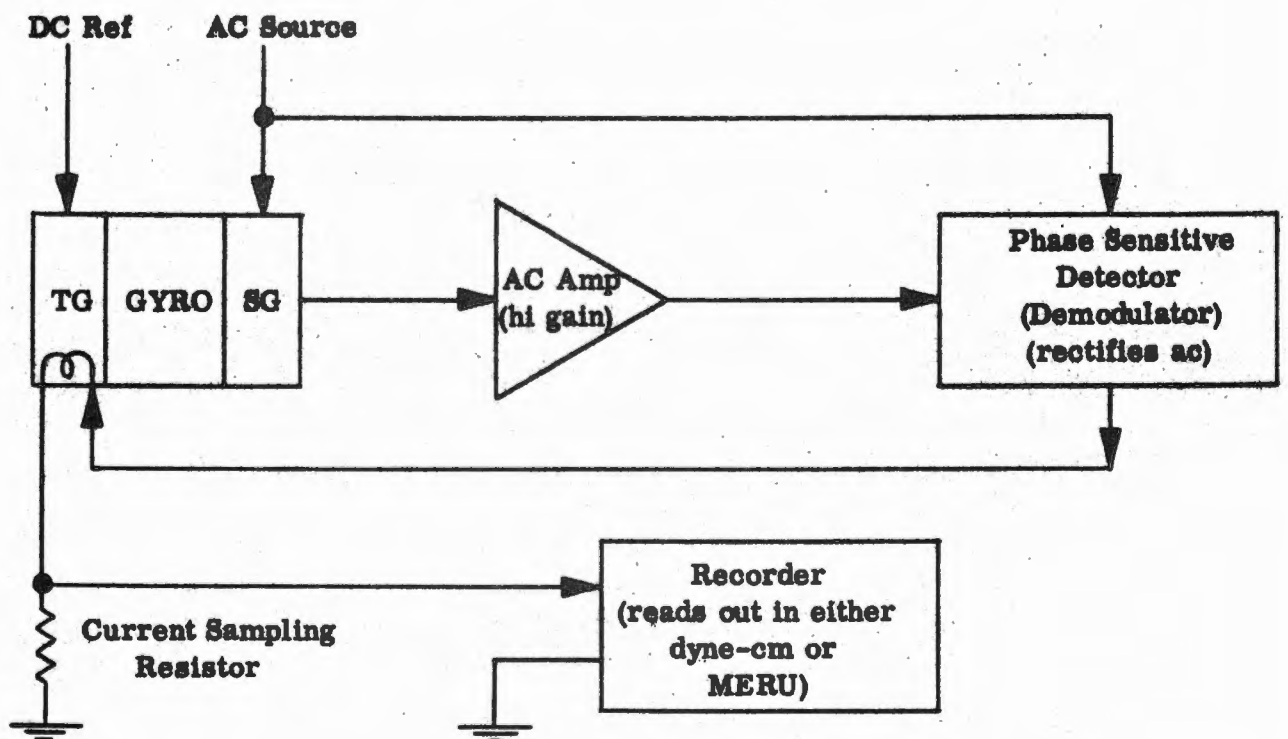 DC Ref
AC Source
TG
GYRO
SG
AC Amp
(hi gain)
Phase Sensitive
Detector
(Demodulator)
(rectifies ac)
Current Sampling
Resistor
Recorder
(reads out in either
dyne-cm or
MERU)